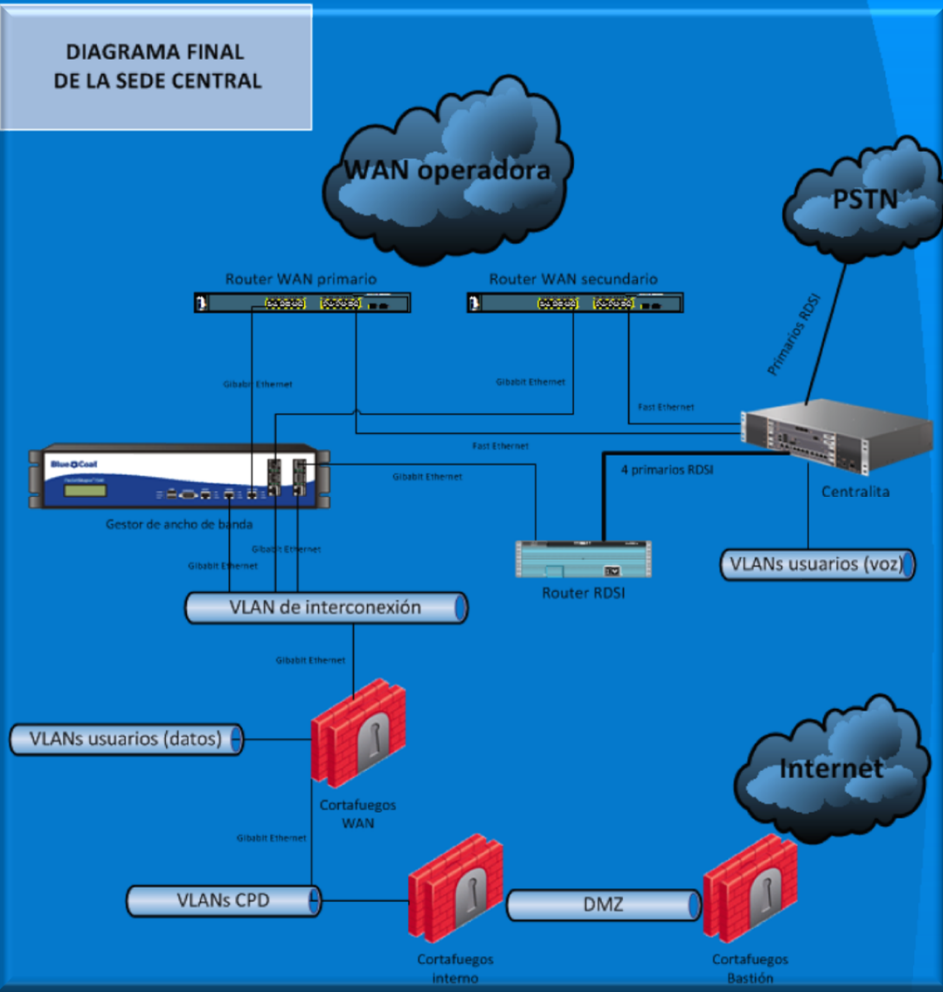 DIAGRAMA FINAL
DE LA SEDE CENTRAL
WAN operadora
PSTN
Router WAN primario
Router WAN secundario
Primarios RDSI
Gibabit Ethernet
Gibabit Ethernet
Fast Ethernet
Fast Ethernet
Blue Coat
Gibabit Ethernet
4 primarios RDSI
Centralita
Gestor de ancho de banda
Gibabit Ethernet
Gibabit Ethernet
VLANs usuarios (voz)
Router RDSI
VLAN de interconexión
Gibabit Ethernet
VLANs usuarios (datos)
Internet
Cortafuegos
WAN
Gibabit Ethernet
VLANs CPD
DMZ
Cortafuegos
interno
Cortafuegos
Bastión